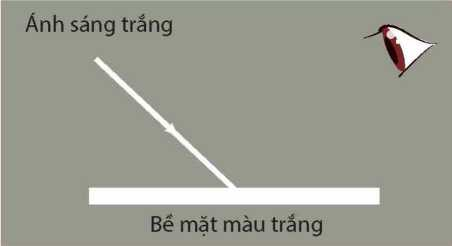 Ánh sáng trắng
Bề mặt màu trắng